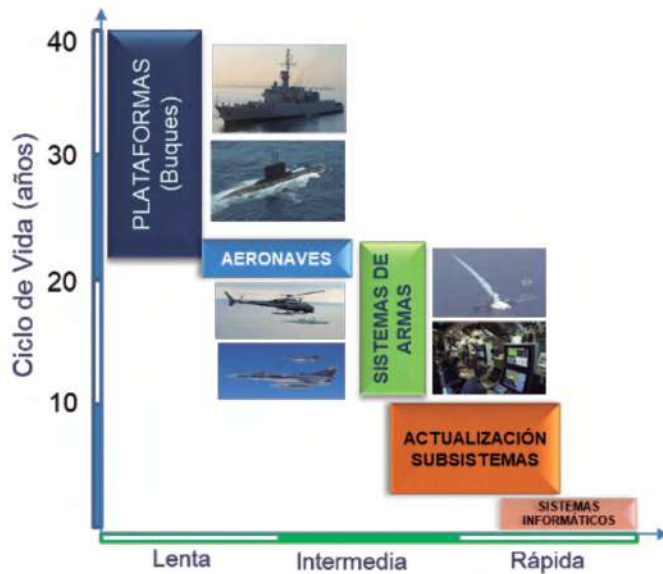 40
30
20
10
Ciclo de Vida (años)
PLATAFORMAS
(Buques)
AERONAVES
SISTEMAS DE
ARMAS
ACTUALIZACIÓN
SUBSISTEMAS
SISTEMAS
INFORMÁTICOS
Lenta
Intermedia
Rápida